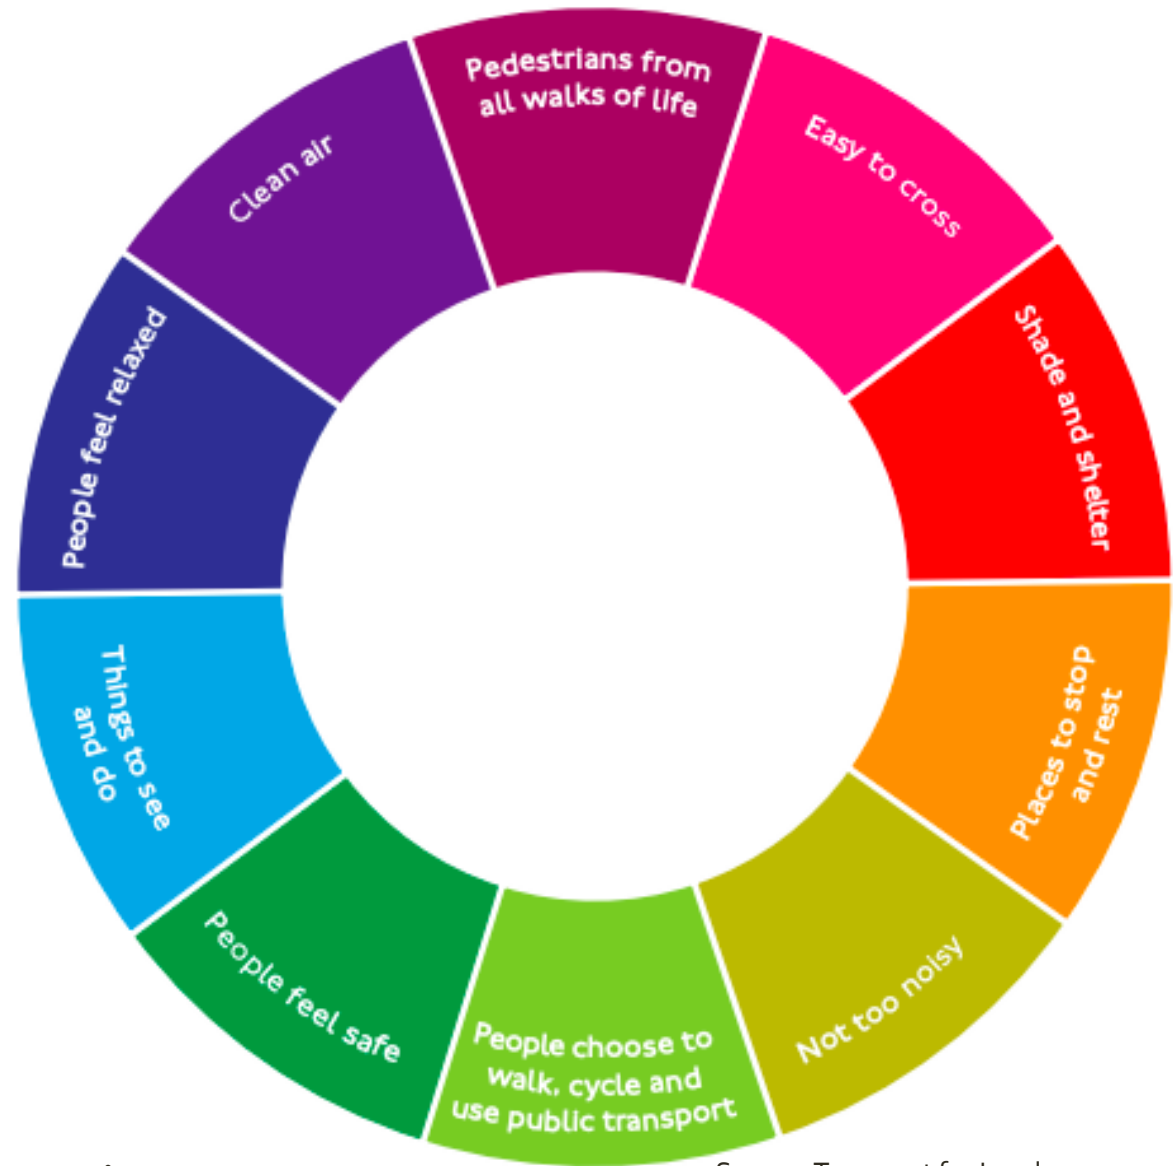 Pedestrians from
all walks of life
Easy to cross
Shade and shelter
Places to stop
and rest
Not too noisy
People choose to
walk, cycle and
use public transport
People feel safe
Things to see
and do
People feel relaxed
Clean air